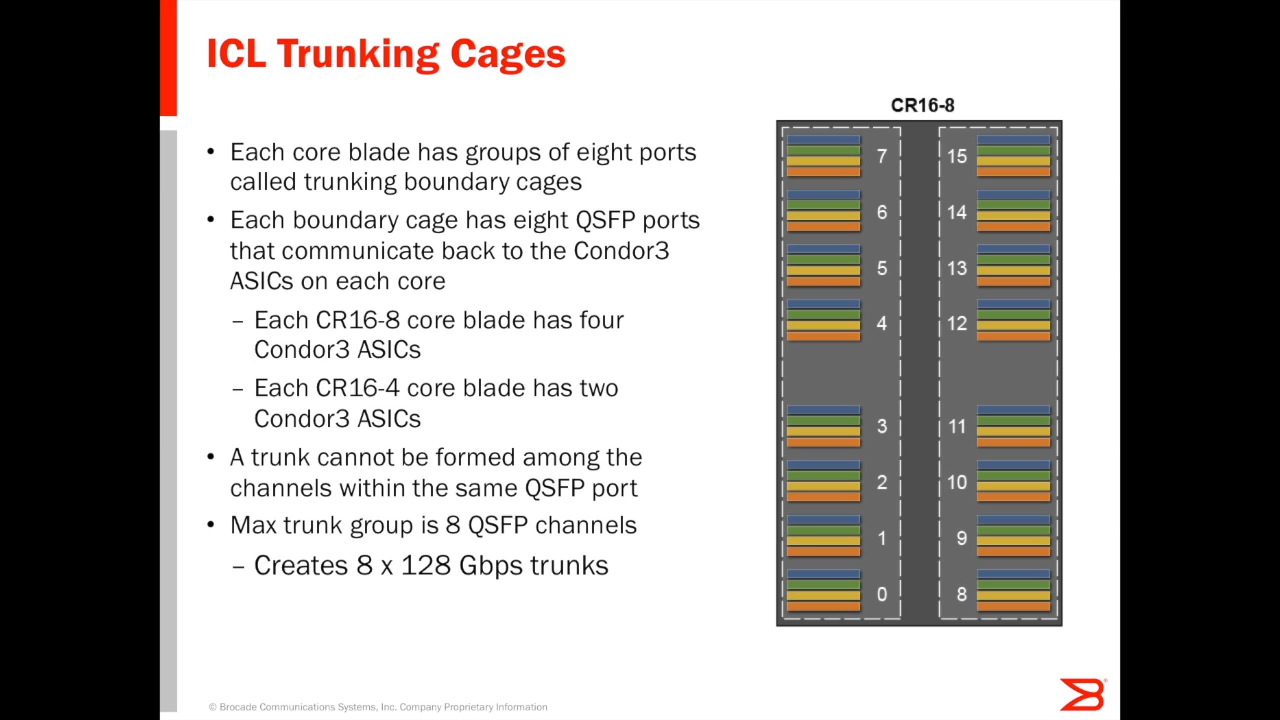 ICL Trunking Cages
• Each core blade has groups of eight ports
called trunking boundary cages
• Each boundary cage has eight QSFP ports
that communicate back to the Condor3
ASICs on each core
– Each CR16-8 core blade has four
Condor3 ASICs
– Each CR16-4 core blade has two
Condor3 ASICs
• A trunk cannot be formed among the
channels within the same QSFP port
• Max trunk group is 8 QSFP channels
– Creates 8 x 128 Gbps trunks
CR16-8
7 15
6 14
5 13
4 12
3 11
2 10
1 9
0 8
© Brocade Communications Systems, Inc. Company Proprietary Information